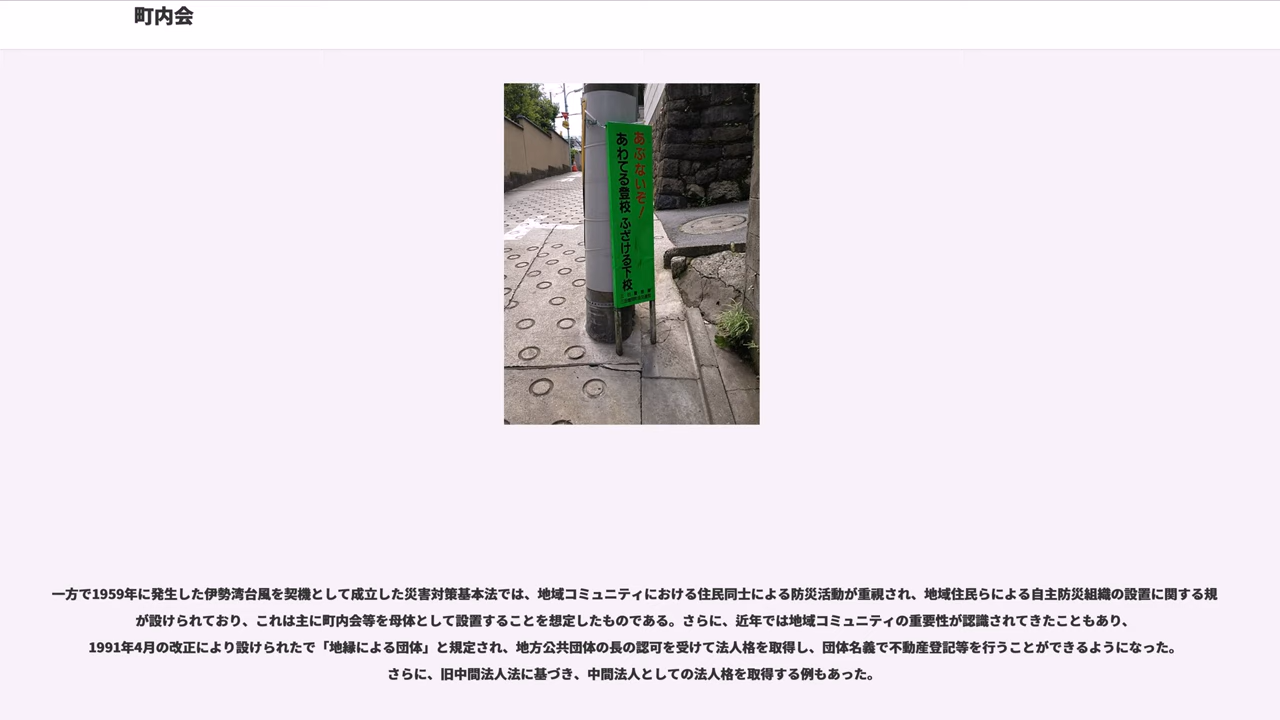 町内会
あぶないぞ!
あわてる登校 ふざける下校
一方で1959年に発生した伊勢湾台風を契機として成立した災害対策基本法では、地域コミュニティにおける住民同士による防災活動が重視され、地域住民らによる自主防災組織の設置に関する規
が設けられており、これは主に町内会等を母体として設置することを想定したものである。さらに、近年では地域コミュニティの重要性が認識されてきたこともあり、
1991年4月の改正により設けられたで「地縁による団体」と規定され、地方公共団体の長の認可を受けて法人格を取得し、団体名義で不動産登記等を行うことができるようになった。
さらに、旧中間法人法に基づき、中間法人としての法人格を取得する例もあった。